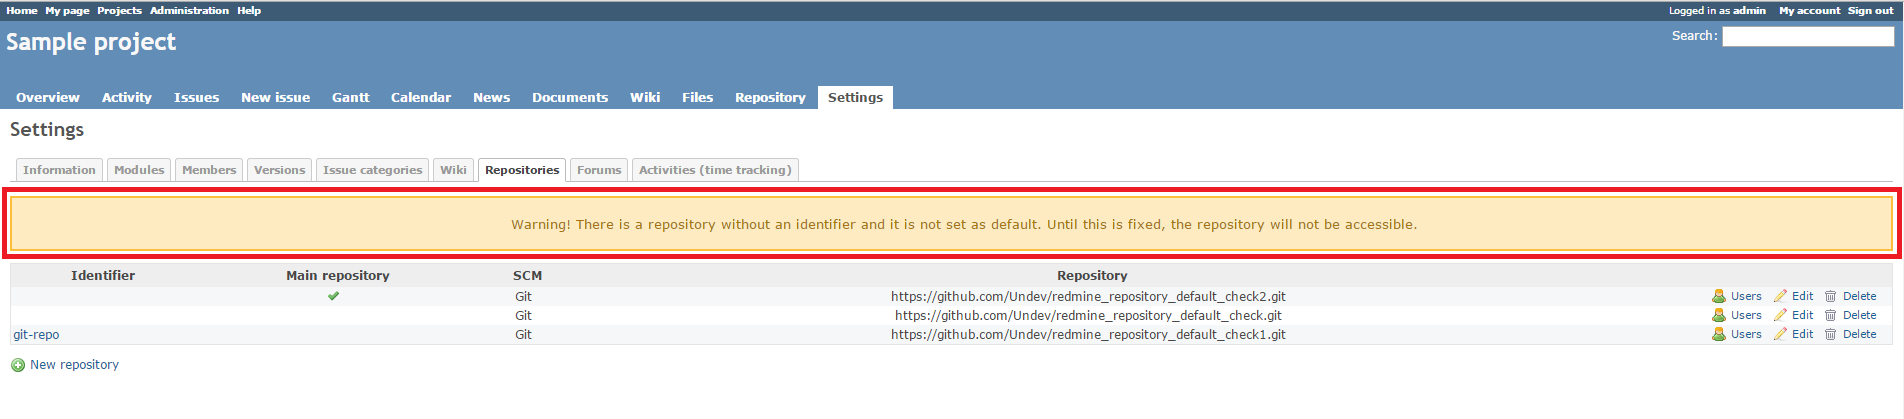 Home My page Projects Administration Help Logged in as admin My account Sign out
Sample project Search:
Overview Activity Issues New issue Gantt Calendar News Documents Wiki Files Repository Settings
Settings
Information Modules Members Versions Issue categories Wiki Repositories Forums Activities (time tracking)
Warning! There is a repository without an identifier and it is not set as default. Until this is fixed, the repository will not be accessible.
Identifier Main repository SCM Repository
Git https://github.com/Undev/redmine_repository_default_check2.git Users Edit Delete
Git https://github.com/Undev/redmine_repository_default_check.git Users Edit Delete
git-repo Git https://github.com/Undev/redmine_repository_default_check1.git Users Edit Delete
New repository